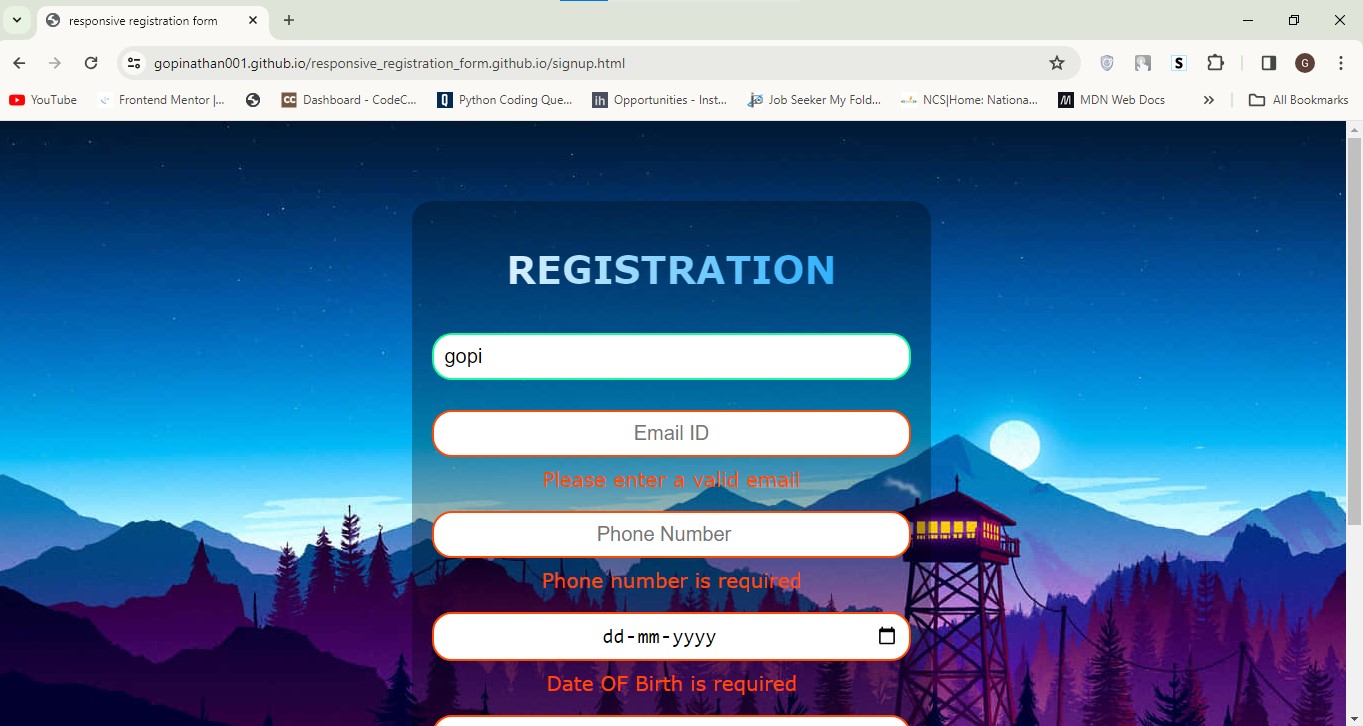 responsive registration form
gopinathan001.github.io/responsive_registration_form.github.io/signup.html
S
G
YouTube
Frontend Mentor |...
CC Dashboard - CodeC...
Q Python Coding Que...
ih Opportunities - Inst...
Job Seeker My Fold...
NCS|Home: Nationa...
M MDN Web Docs
»
All Bookmarks
REGISTRATION
gopi
Email ID
Please enter a valid email
Phone Number
Phone number is required
dd-mm-yyyy
Date OF Birth is required